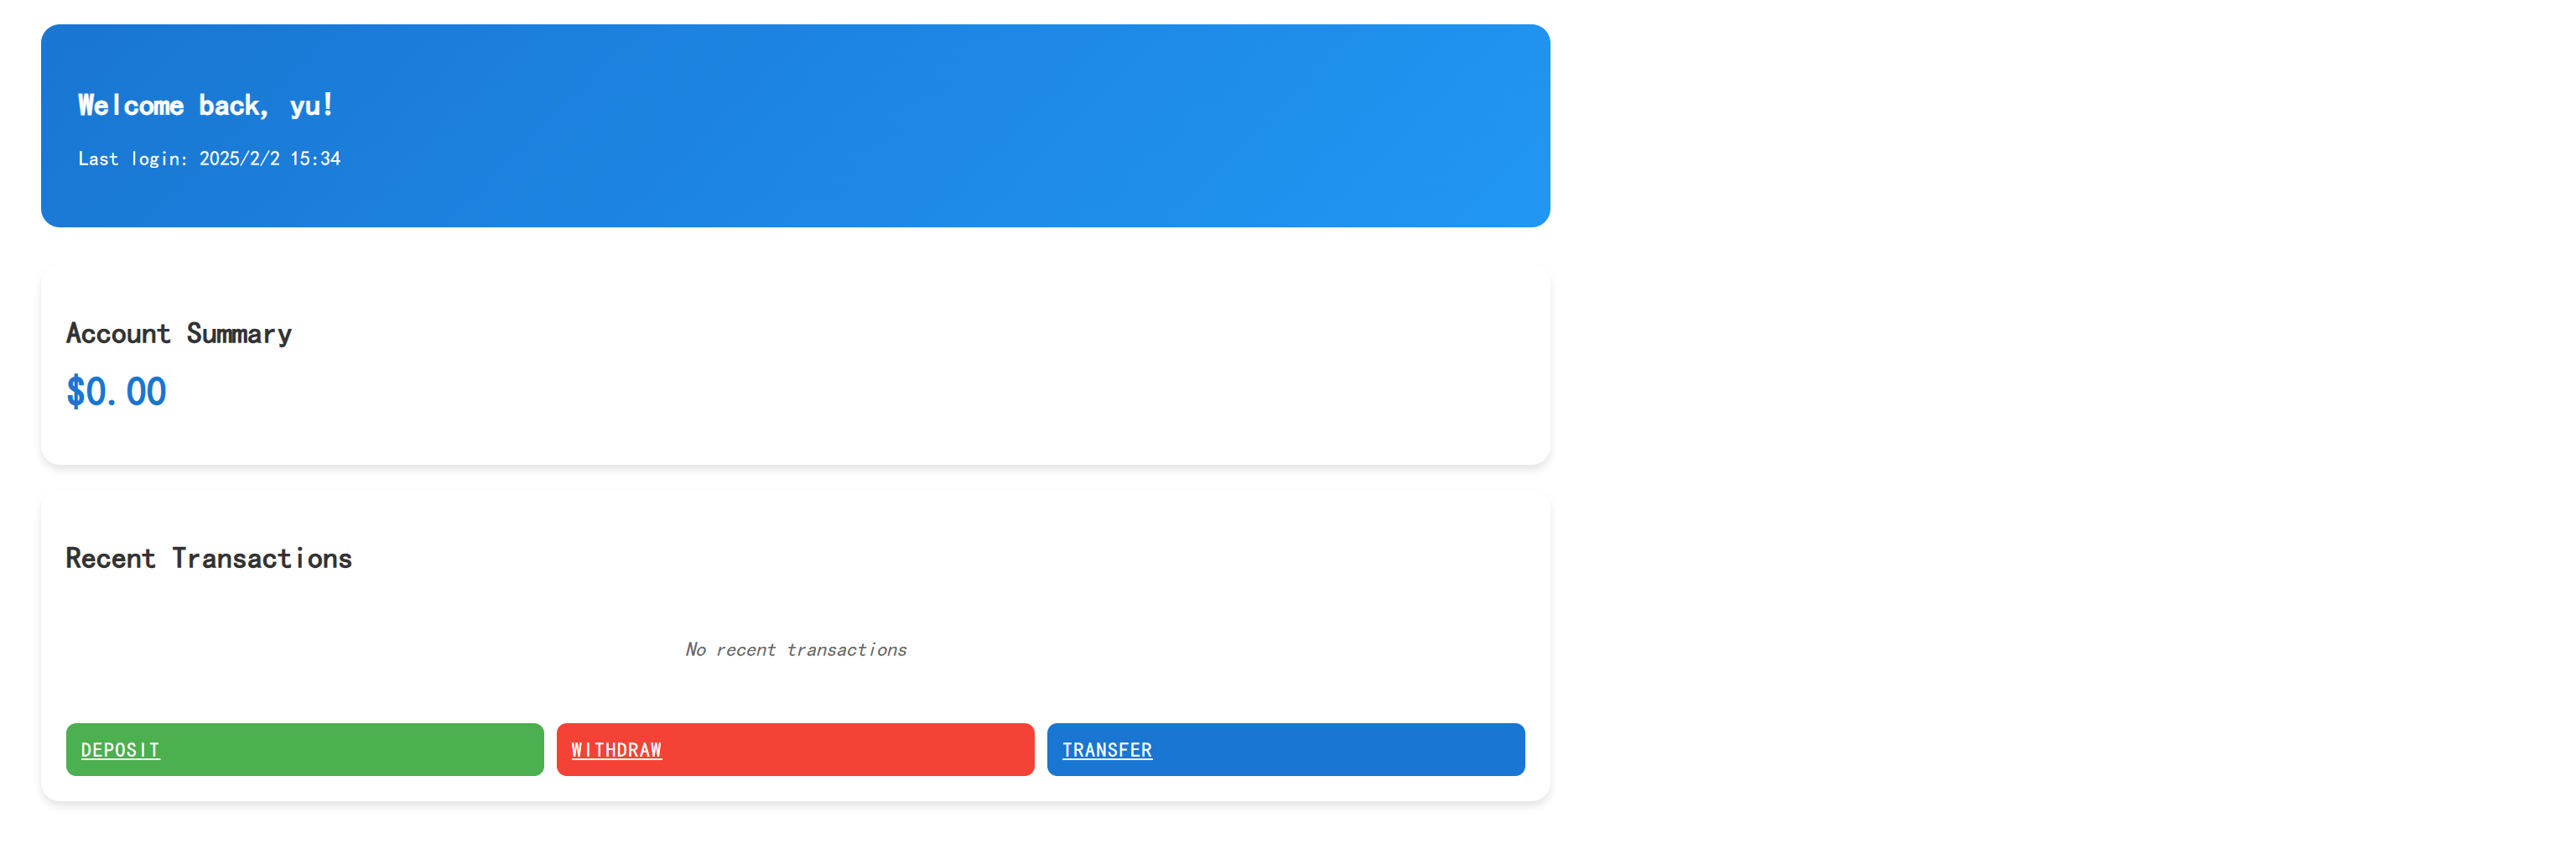 Welcome back, yu!
Last login: 2025/2/2 15:34
Account Summary
$0.00
Recent Transactions
No recent transactions
DEPOSIT
WITHDRAW
TRANSFER